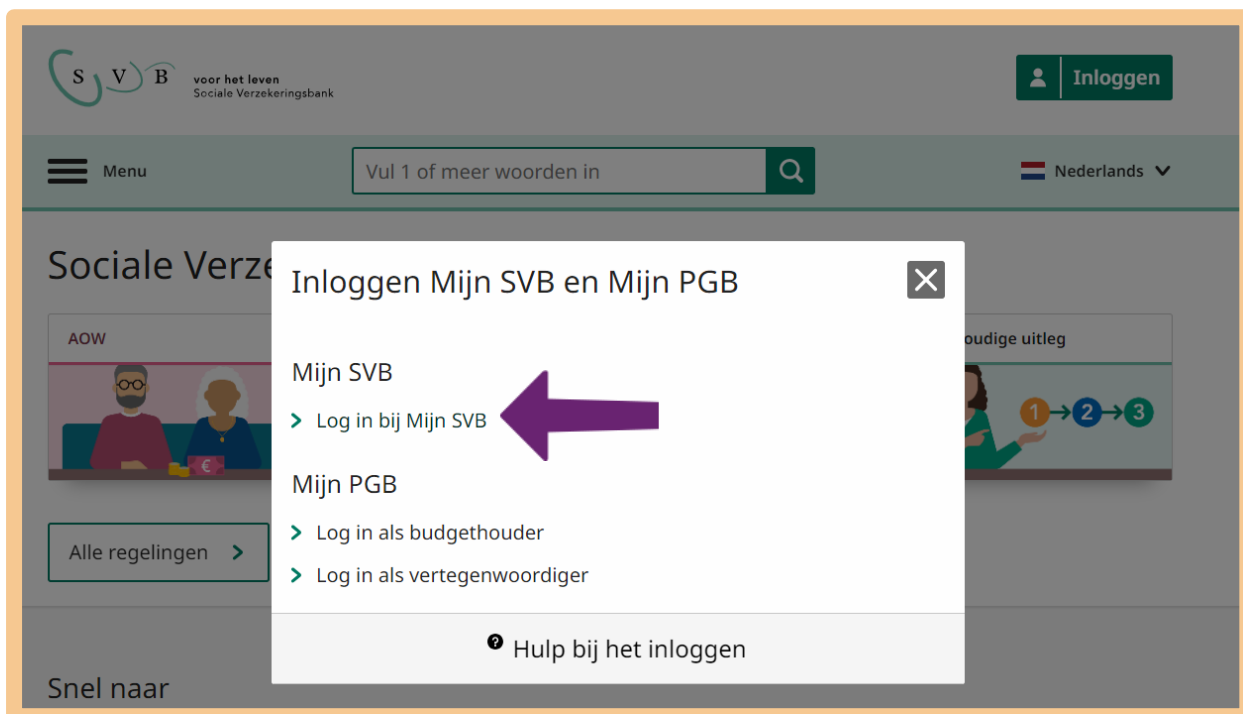 S V B
voor het leven
Sociale Verzekeringsbank
Inloggen
Menu
Vul 1 of meer woorden in
Nederlands
Sociale
Inloggen Mijn SVB en Mijn PGB
AOW
uitleg
€
1 2 3
Mijn SVB
Log in bij Mijn SVB
Mijn PGB
Log in als budgethouder
Log in als vertegenwoordiger
Alle regelingen
? Hulp bij het inloggen
Snel naar